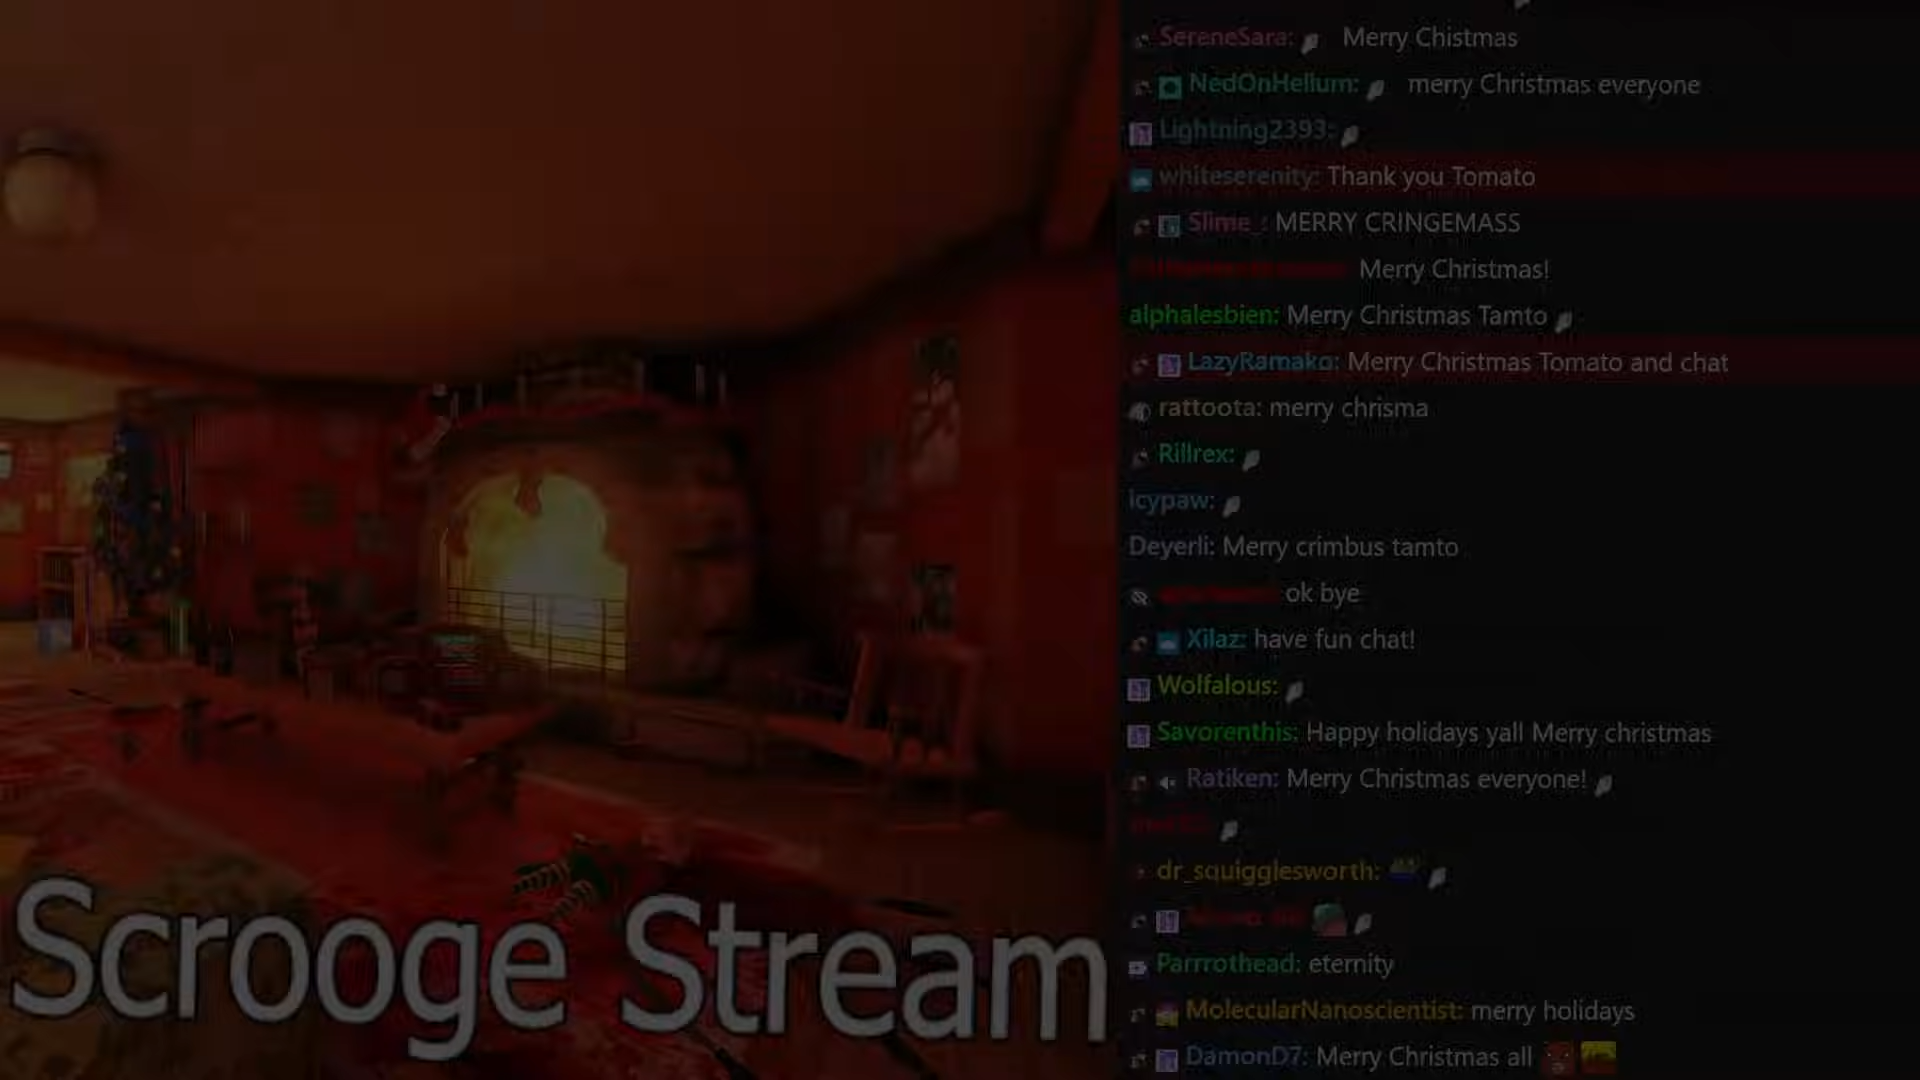 SereneSara: Merry Chistmas
NedOnHelium: merry Christmas everyone
Lightning2393:
whiteserenity: Thank you Tomato
Slime_: MERRY CRINGEMASS
Merry Christmas!
alphalesbien: Merry Christmas Tamto
LazyRamako: Merry Christmas Tomato and chat
rattoota: merry chrisma
Rillrex:
icypaw:
Deyerli: Merry crimbus tamto
ok bye
Xilaz: have fun chat!
Wolfalous:
Savorenthis: Happy holidays yall Merry christmas
Ratiken: Merry Christmas everyone!
dr_squigglesworth:
Parrrothead: eternity
MolecularNanoscientist: merry holidays
DamonD7: Merry Christmas all
Scrooge Stream